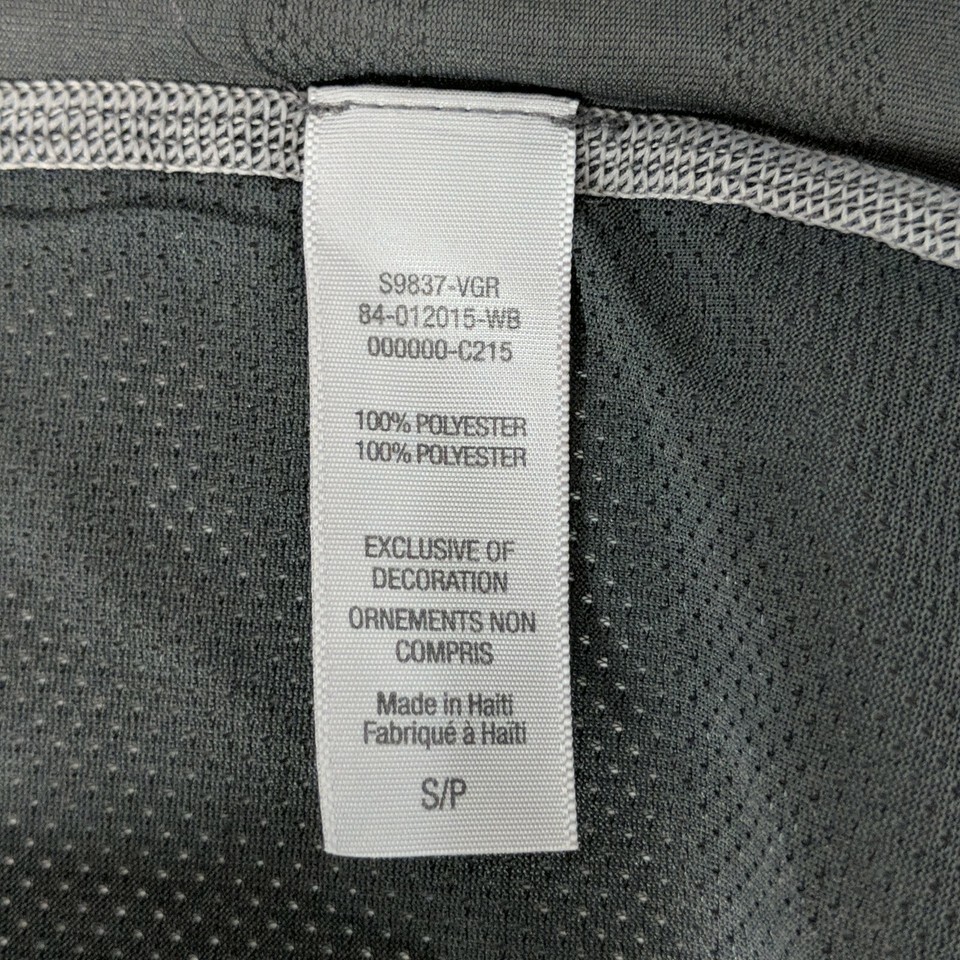 S9837-VGR
84-012015-WB
000000-C215
100% POLYESTER
100% POLYESTER
EXCLUSIVE OF
DECORATION
ORNEMENTS NON
COMPRIS
Made in Haiti
Fabriqué à Haïti
S/P